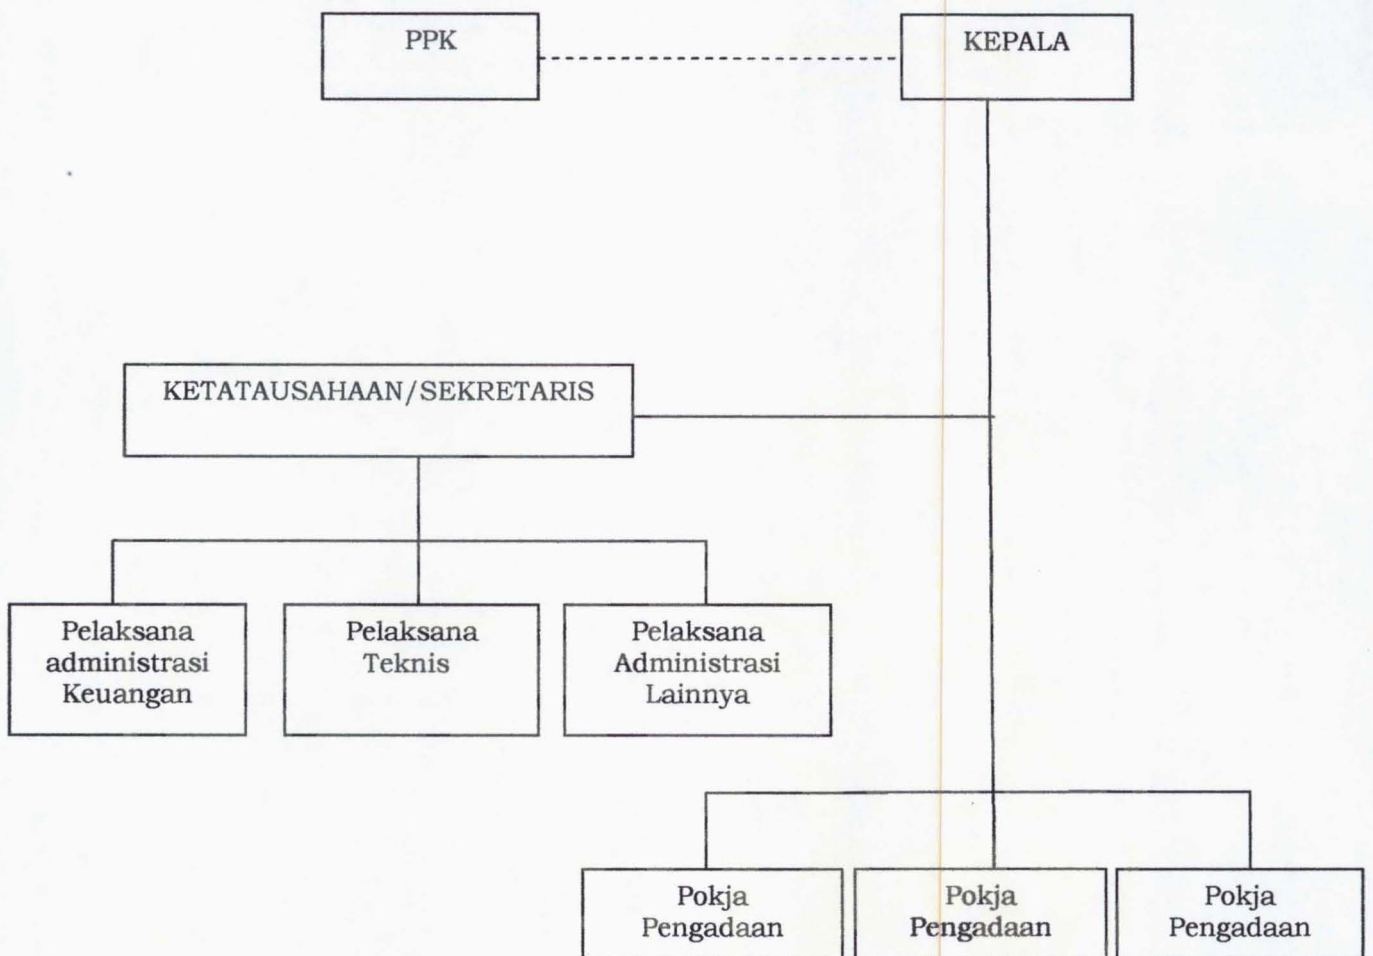 PPK
KEPALA
KETATAUSAHAAN/SEKRETARIS
Pelaksana
administrasi
Keuangan
Pelaksana
Teknis
Pelaksana
Administrasi
Lainnya
Pokja
Pengadaan
Pokja
Pengadaan
Pokja
Pengadaan